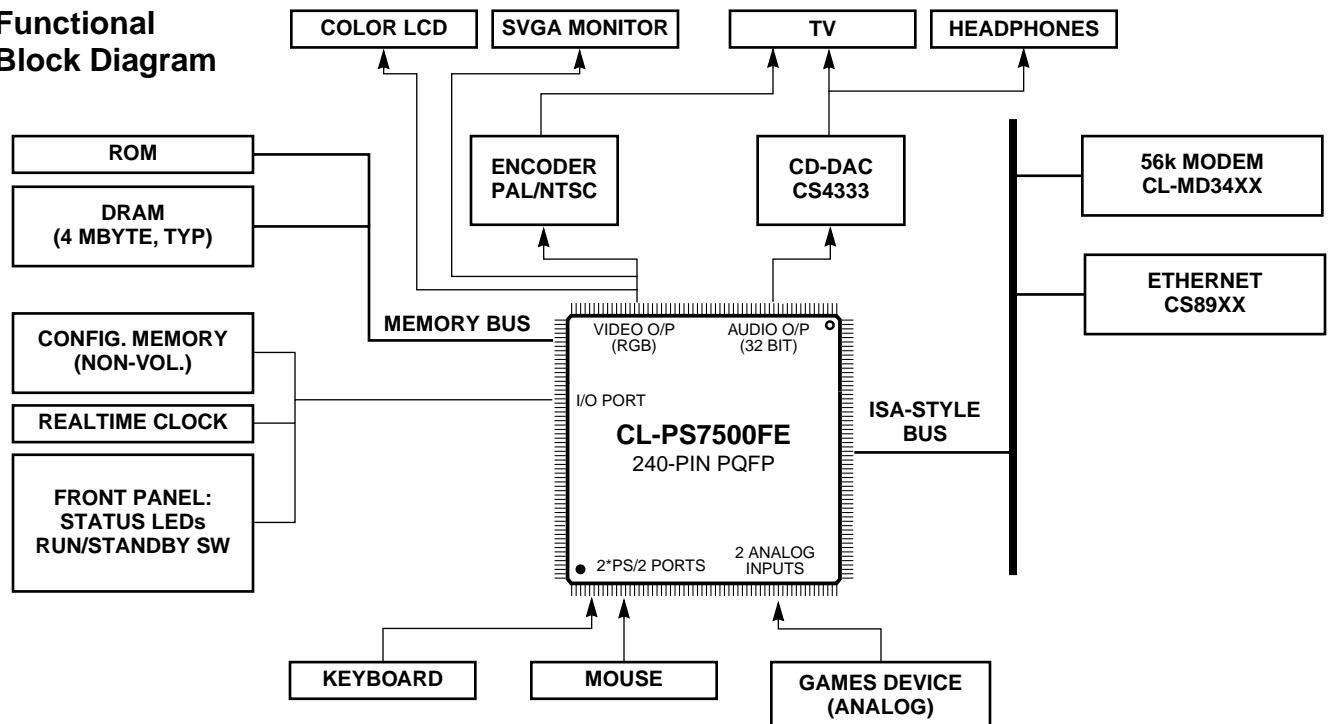 Functional
Block Diagram
COLOR LCD
SVGA MONITOR
TV
HEADPHONES
ROM
DRAM
(4 MBYTE, TYP)
ENCODER
PAL/NTSC
CD-DAC
CS4333
56k MODEM
CL-MD34XX
ETHERNET
CS89XX
CONFIG. MEMORY
(NON-VOL.)
REALTIME CLOCK
FRONT PANEL:
STATUS LEDs
RUN/STANDBY SW
MEMORY BUS
VIDEO O/P
(RGB)
AUDIO O/P
(32 BIT)
I/O PORT
CL-PS7500FE
240-PIN PQFP
ISA-STYLE
BUS
2*PS/2 PORTS
2 ANALOG
INPUTS
KEYBOARD
MOUSE
GAMES DEVICE
(ANALOG)